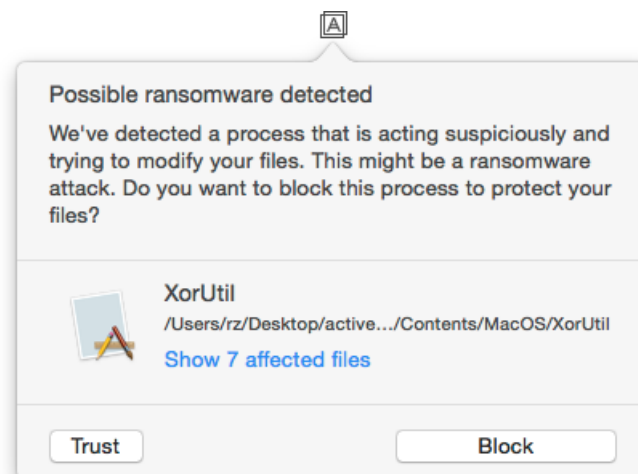 Possible ransomware detected
We've detected a process that is acting suspiciously and
trying to modify your files. This might be a ransomware
attack. Do you want to block this process to protect your
files?
XorUtil
/Users/rz/Desktop/active.../Contents/MacOS/XorUtil
Show 7 affected files
Trust
Block